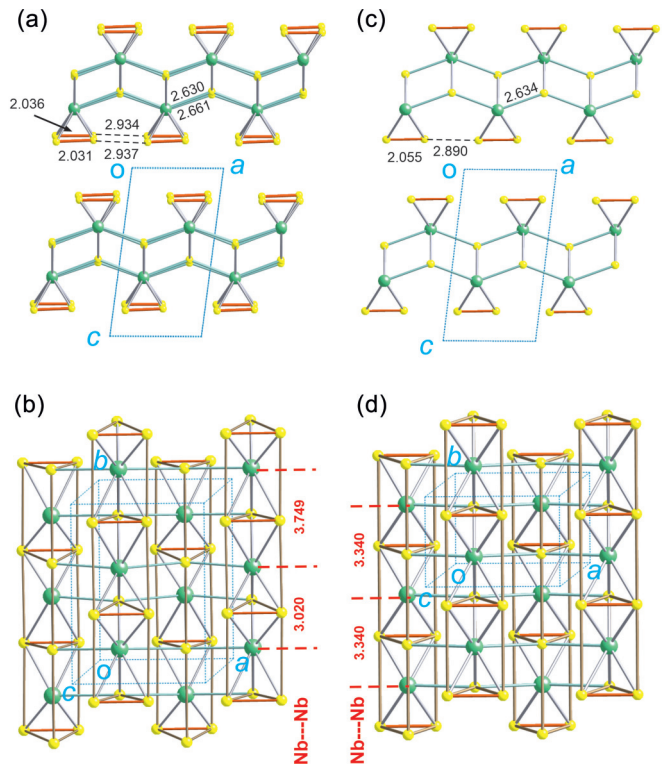 (a)
2.036
2.630
2.661
2.934
2.031
2.937
o
a
c
(c)
2.634
2.055
2.890
o
a
c
(b)
b
3.749
3.020
o
a
c
Nb---Nb
(d)
b
3.340
o
a
c
3.340
Nb---Nb